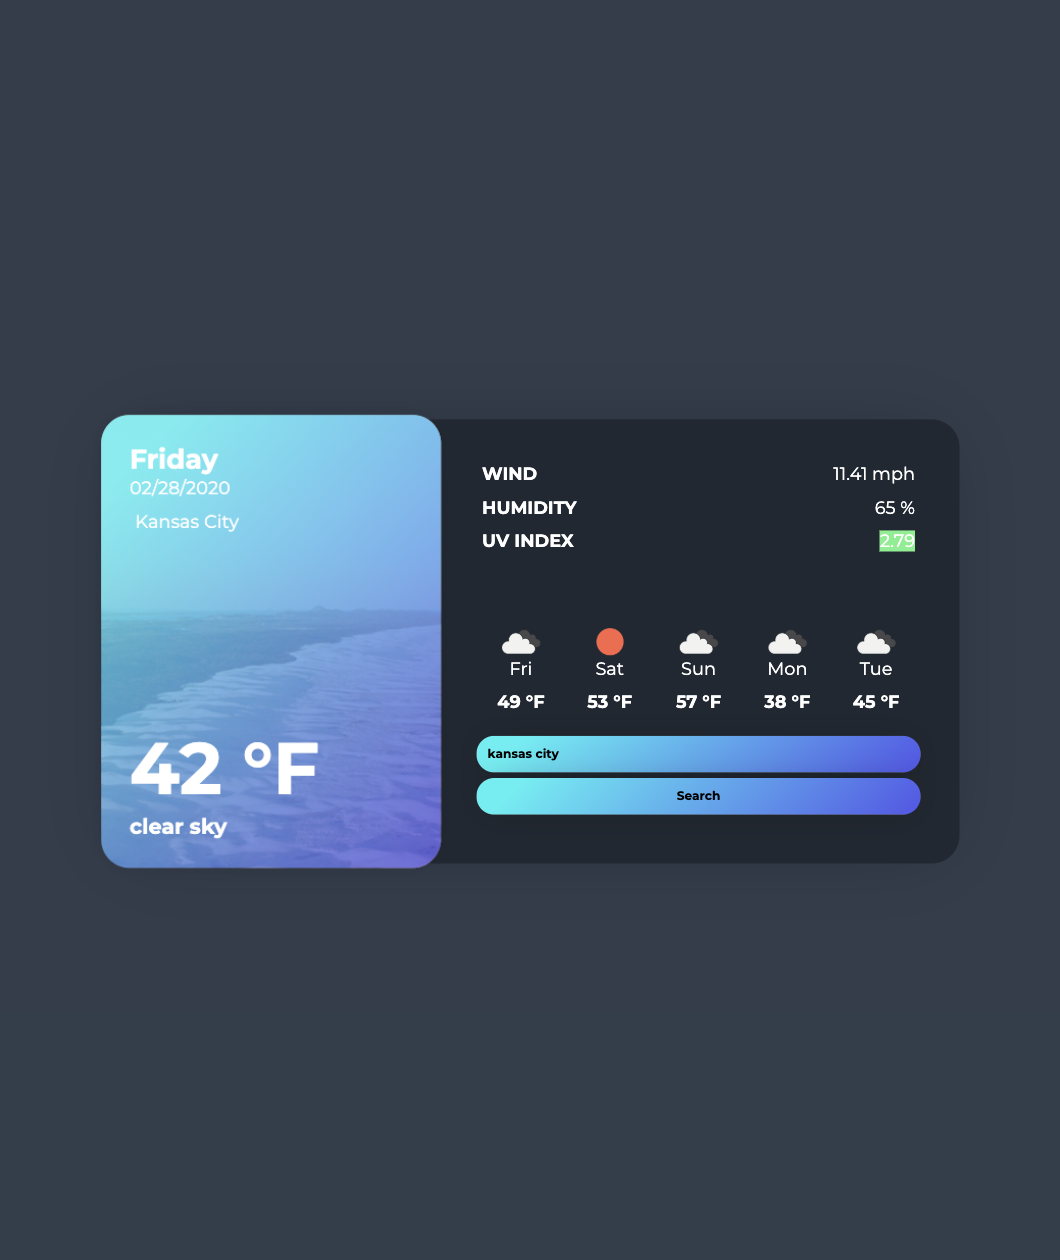 Friday
02/28/2020
Kansas City
42 °F
clear sky
WIND 11.41 mph
HUMIDITY 65 %
UV INDEX 2.79
Fri Sat Sun Mon Tue
49 °F 53 °F 57 °F 38 °F 45 °F
kansas city
Search